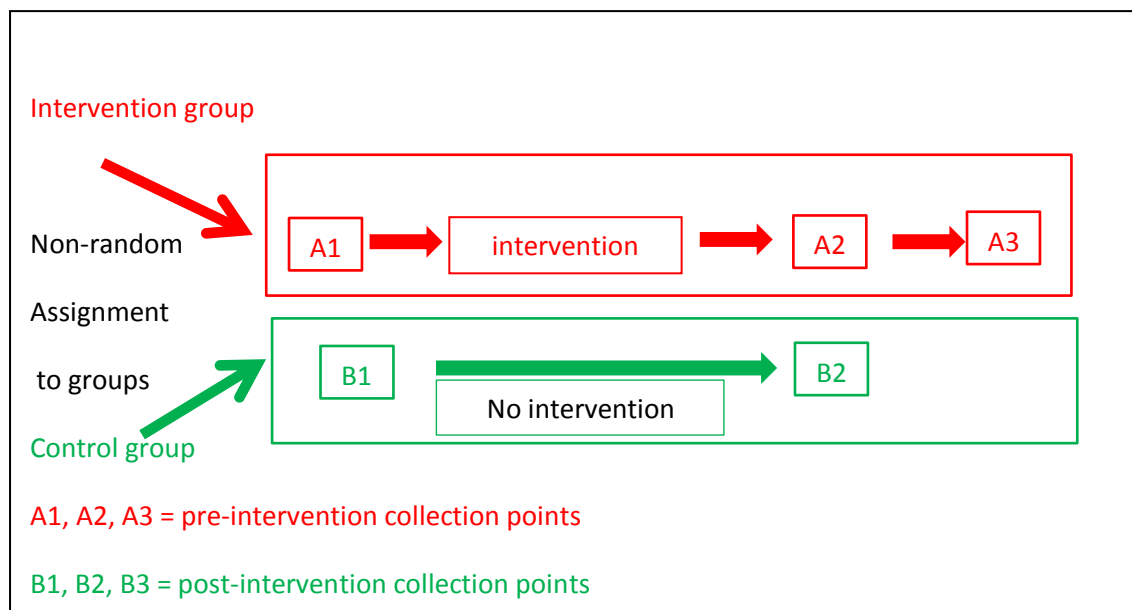 Intervention group
Non-random
A1
intervention
A2
A3
Assignment
to groups
B1
B2
No intervention
Control group
A1, A2, A3 = pre-intervention collection points
B1, B2, B3 = post-intervention collection points